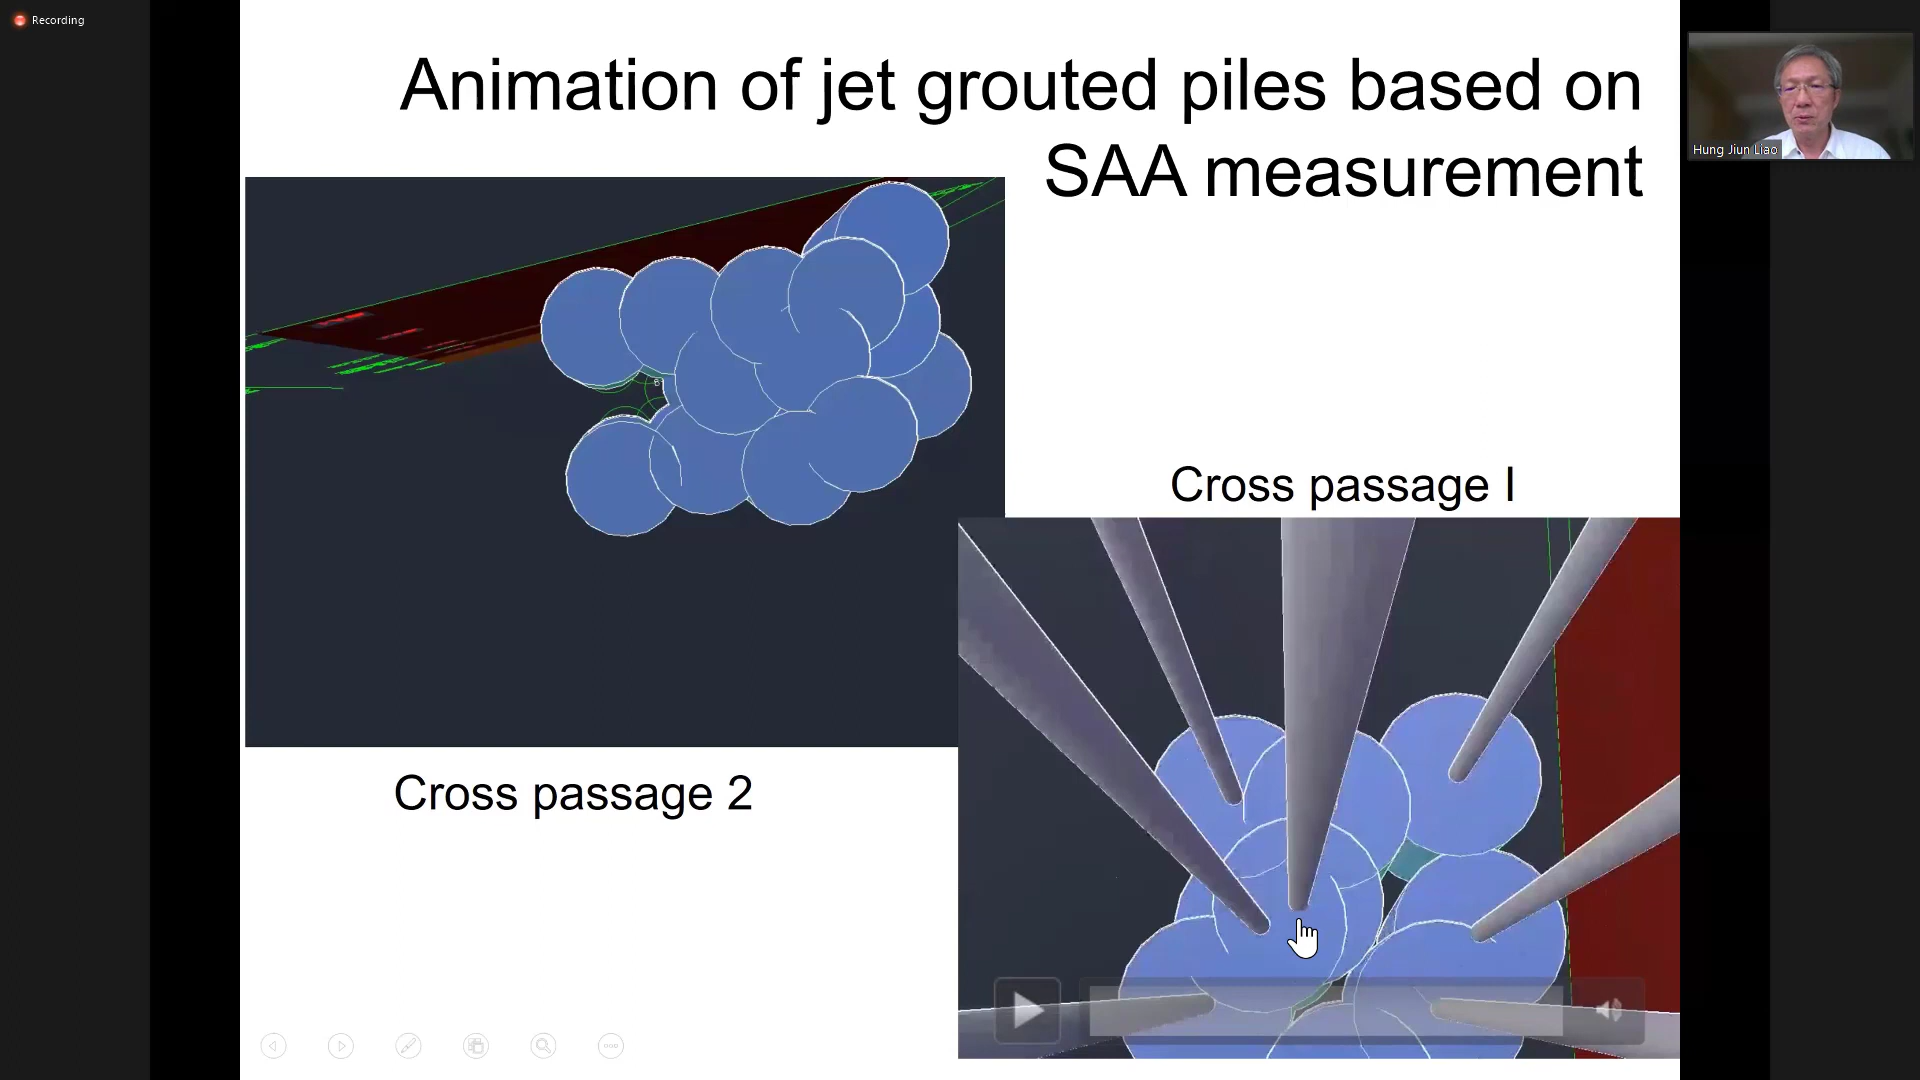 Recording
Animation of jet grouted piles based on
SAA measurement
Hung Jiun Liao
Cross passage I
Cross passage 2